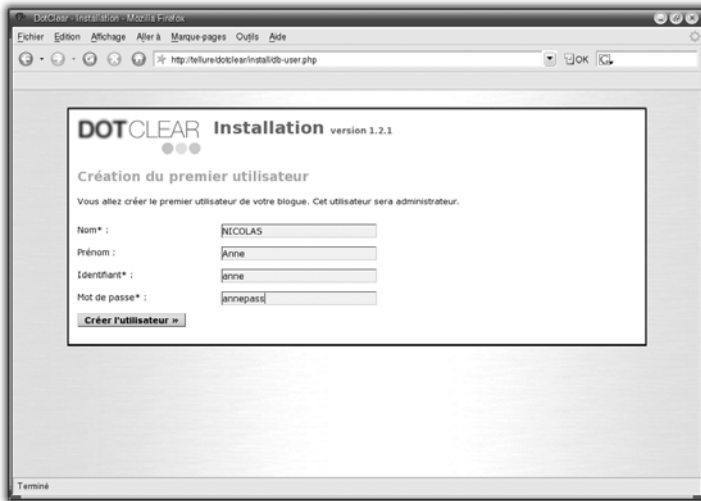 DotClear - Installation - Mozilla Firefox
Fichier Edition Affichage Aller à Marque-pages Outils Aide
http://tellure/dotclear/install/db-user.php OK G
DOTCLEAR Installation version 1.2.1
Création du premier utilisateur
Vous allez créer le premier utilisateur de votre blogue. Cet utilisateur sera administrateur.
Nom* : NICOLAS
Prénom : Anne
Identifiant* : anne
Mot de passe* : annepass
Créer l'utilisateur »
Terminé